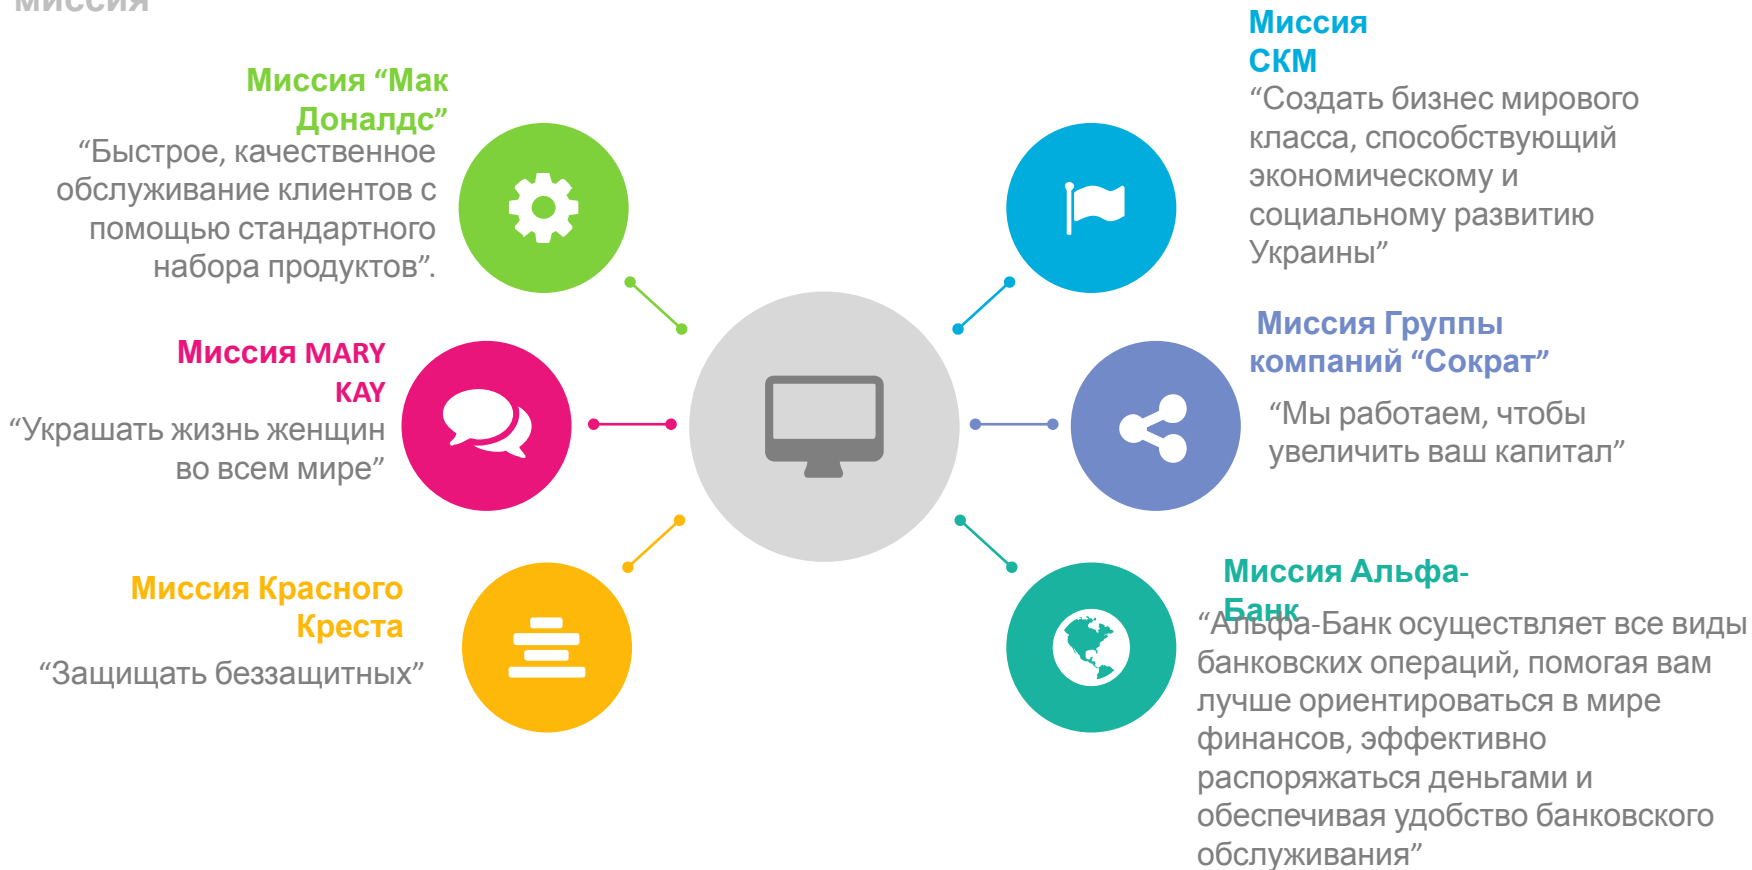 миссия
Миссия “Мак
Доналдс”
“Быстрое, качественное
обслуживание клиентов с
помощью стандартного
набора продуктов”.
Миссия MARY
KAY
“Украшать жизнь женщин
во всем мире”
Миссия Красного
Креста
“Защищать беззащитных”
Миссия
СКМ
“Создать бизнес мирового
класса, способствующий
экономическому и
социальному развитию
Украины”
Миссия Группы
компаний “Сократ”
“Мы работаем, чтобы
увеличить ваш капитал”
Миссия Альфа-
Банк
“Альфа-Банк осуществляет все виды
банковских операций, помогая вам
лучше ориентироваться в мире
финансов, эффективно
распоряжаться деньгами и
обеспечивая удобство банковского
обслуживания”